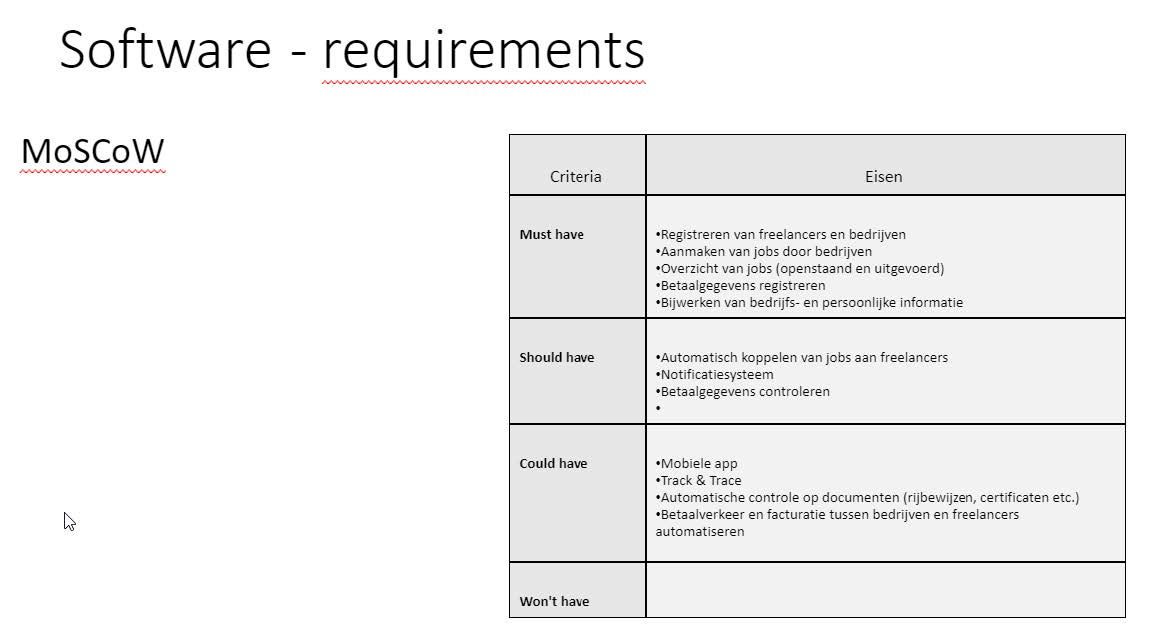 Software - requirements
MoSCoW
Criteria
Eisen
Must have
•Registreren van freelancers en bedrijven
•Aanmaken van jobs door bedrijven
•Overzicht van jobs (openstaand en uitgevoerd)
•Betaalgegevens registreren
•Bijwerken van bedrijfs- en persoonlijke informatie
Should have
•Automatisch koppelen van jobs aan freelancers
•Notificatiesysteem
•Betaalgegevens controleren
•
Could have
•Mobiele app
•Track & Trace
•Automatische controle op documenten (rijbewijzen, certificaten etc.)
•Betaalverkeer en facturatie tussen bedrijven en freelancers
automatiseren
Won't have